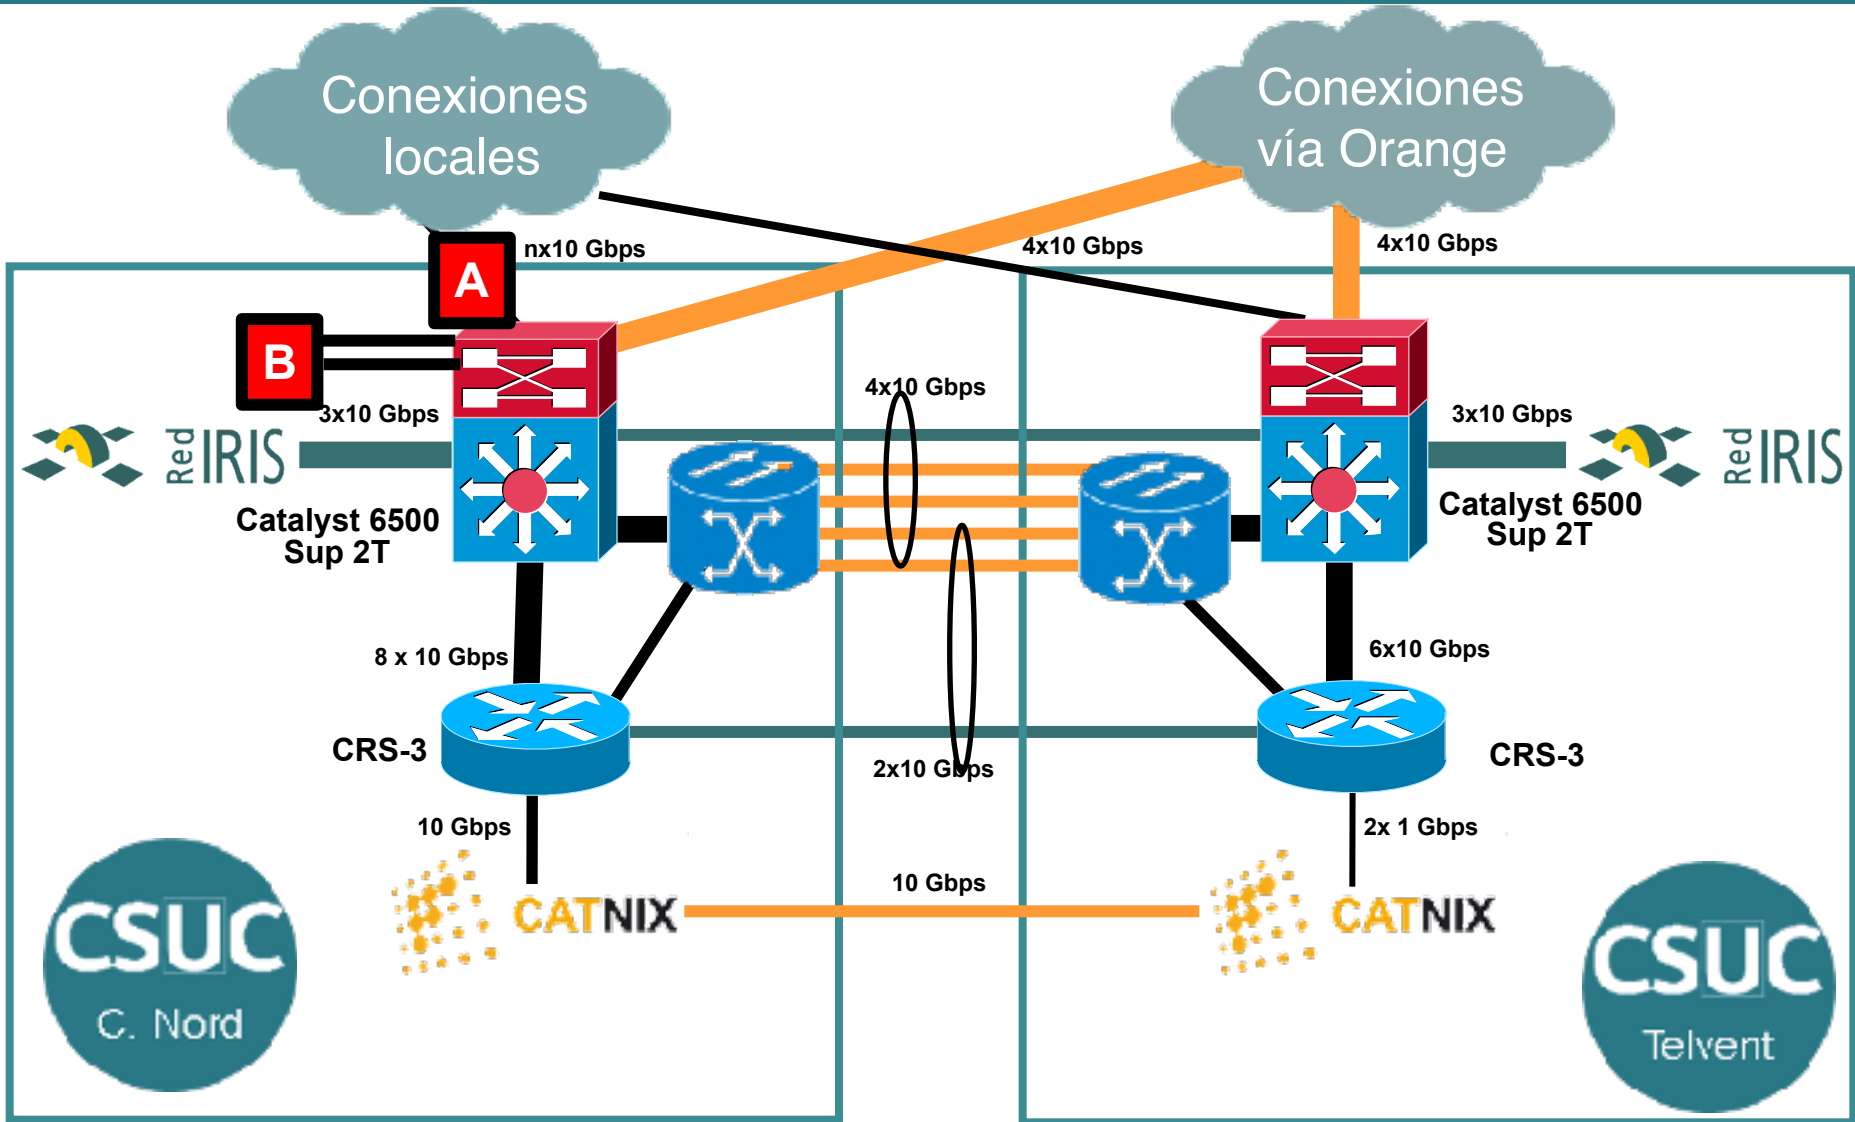 Conexiones
locales
Conexiones
vía Orange
nx10 Gbps
4x10 Gbps
4x10 Gbps
A
B
3x10 Gbps
4x10 Gbps
3x10 Gbps
Red IRIS
Red IRIS
Catalyst 6500
Sup 2T
Catalyst 6500
Sup 2T
8 x 10 Gbps
6x10 Gbps
CRS-3
CRS-3
2x10 Gbps
10 Gbps
2x 1 Gbps
10 Gbps
CATNIX
CATNIX
CSUC
C. Nord
CSUC
Telvent